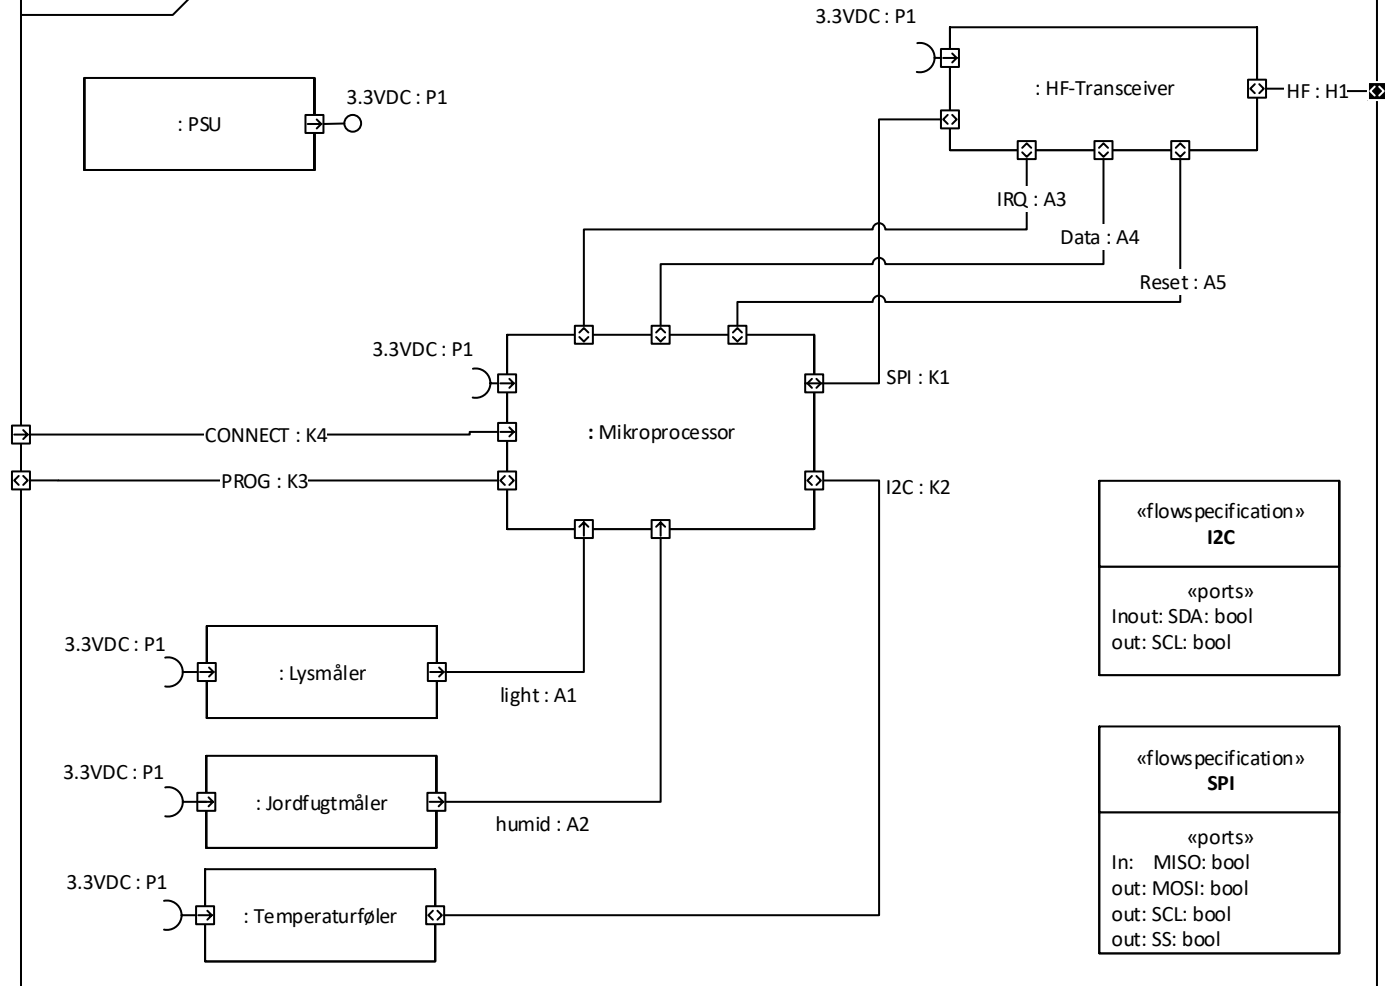 3.3VDC : P1
: HF-Transceiver
HF : H1
3.3VDC : P1
: PSU
IRQ : A3
Data : A4
Reset : A5
3.3VDC : P1
SPI : K1
CONNECT : K4
: Mikroprocessor
PROG : K3
I2C : K2
«flowspecification»
I2C
«ports»
Inout: SDA: bool
out: SCL: bool
3.3VDC : P1
: Lysmåler
light : A1
3.3VDC : P1
: Jordfugtmåler
humid : A2
3.3VDC : P1
: Temperaturføler
«flowspecification»
SPI
«ports»
In: MISO: bool
out: MOSI: bool
out: SCL: bool
out: SS: bool